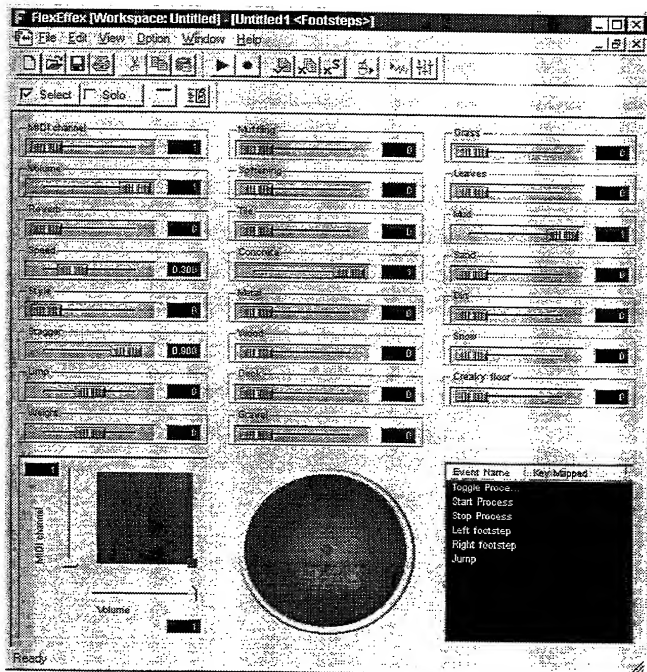 FlexEffex [Workspace: Untitled] - [Untitled1 <Footsteps>]
File Edit View Option Window Help
Select Solo
MIDI channel
1
Volume
1
Reverb
0
Speed
0.300
Style
0
Stagger
0.900
Limp
0
Weight
0
Muffling
0
Softening
0
Tile
0
Concrete
1
Metal
0
Wood
0
0
Gravel
0
Grass
0
Leaves
0
Mud
1
Sand
0
Dirt
0
Snow
0
Creaky floor
0
1
MIDI channel
Volume
1
Event Name Key Mapped
Toggle Proce...
Start Process
Stop Process
Left footstep
Right footstep
Jump
Ready